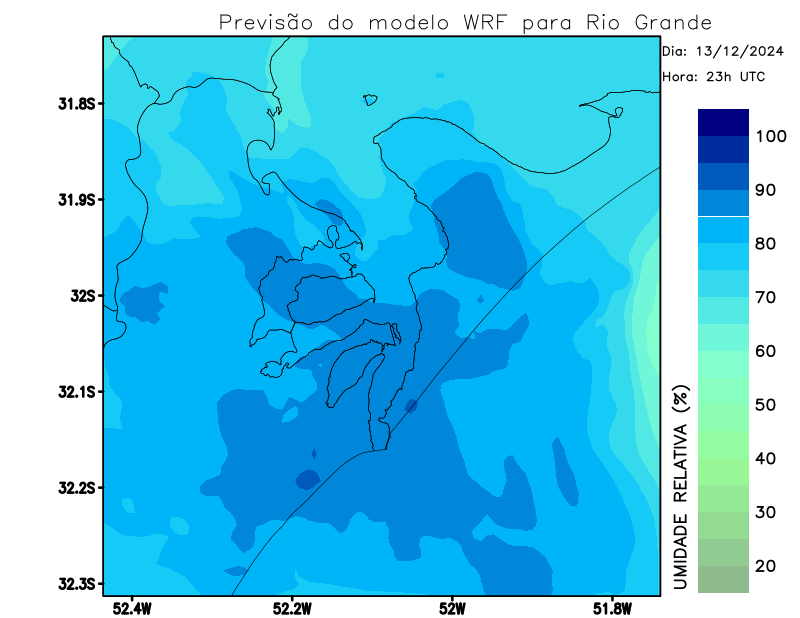 Previsão do modelo WRF para Rio Grande
Dia: 13/12/2024
Hora: 23h UTC
31.8S
31.9S
32S
32.1S
32.2S
32.3S
52.4W
52.2W
52W
51.8W
100
90
80
70
60
50
40
30
20
UMIDADE RELATIVA (%)